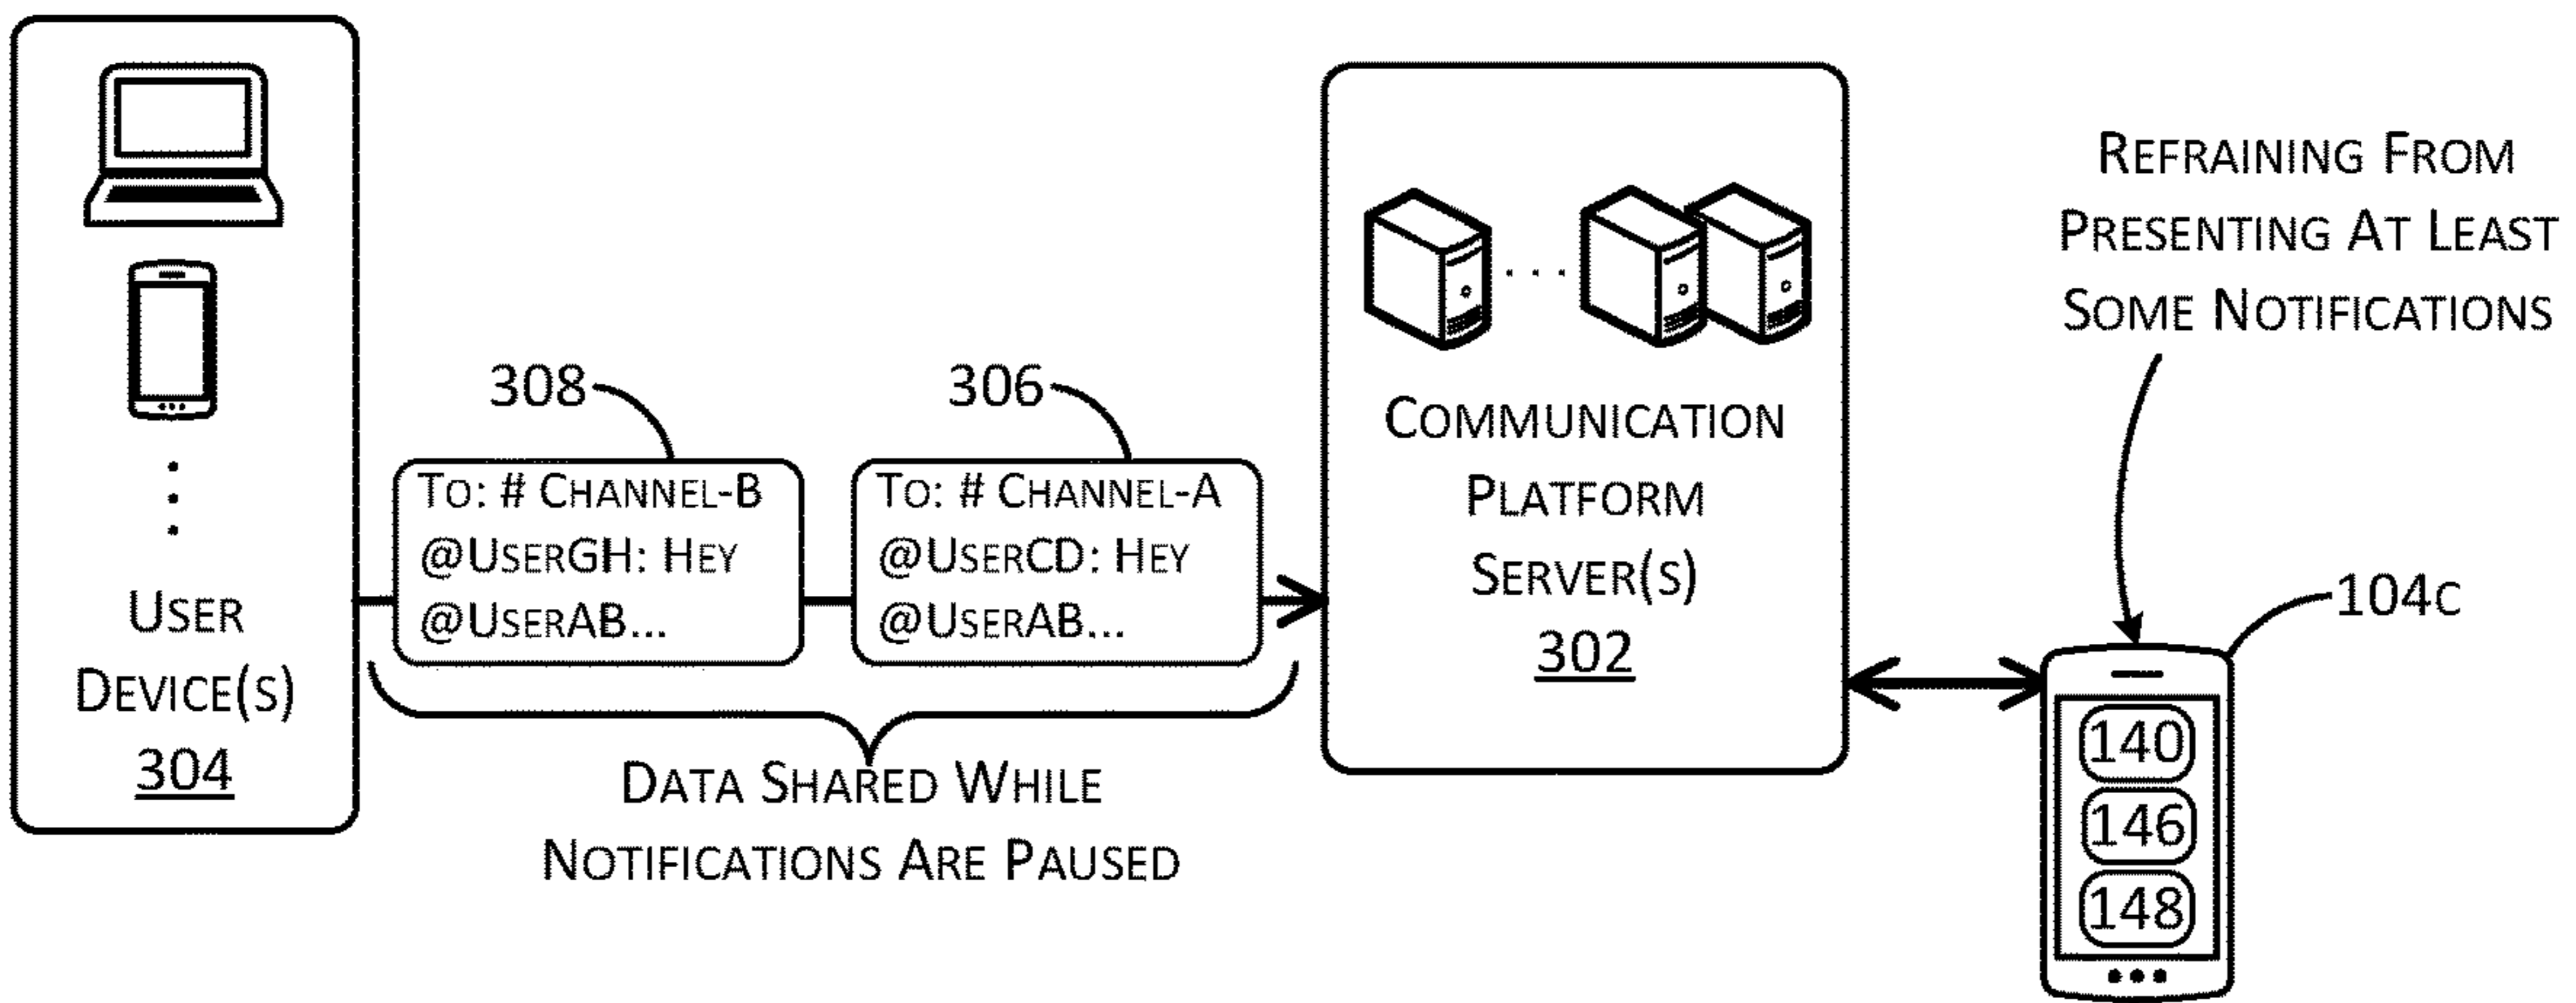 User
Device(s)
304
308
To: # Channel-B
@UserGH: Hey
@UserAB...
306
To: # Channel-A
@UserCD: Hey
@UserAB...
Data Shared While
Notifications Are Paused
Communication
Platform
Server(s)
302
Refraining From
Presenting At Least
Some Notifications
104c
140
146
148